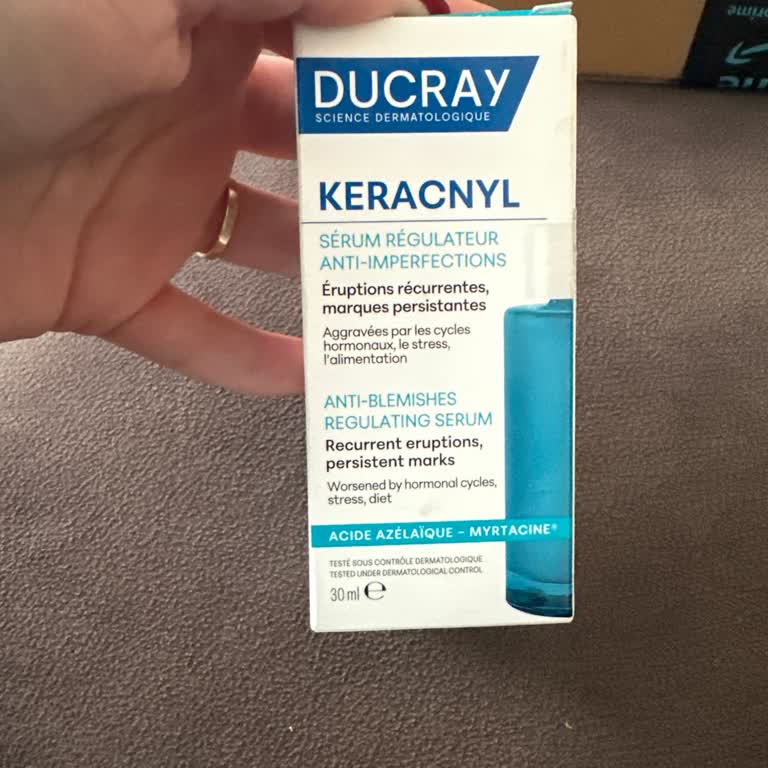 DUCRAY
SCIENCE DERMATOLOGIQUE
KERACNYL
SÉRUM RÉGULATEUR
ANTI-IMPERFECTIONS
Éruptions récurrentes,
marques persistantes
Aggravées par les cycles
hormonaux, le stress,
l'alimentation
ANTI-BLEMISHES
REGULATING SERUM
Recurrent eruptions,
persistent marks
Worsened by hormonal cycles,
stress, diet
ACIDE AZÉLAÏQUE – MYRTACINE®
TESTÉ SOUS CONTRÔLE DERMATOLOGIQUE
TESTED UNDER DERMATOLOGICAL CONTROL
30 ml ℮
prime